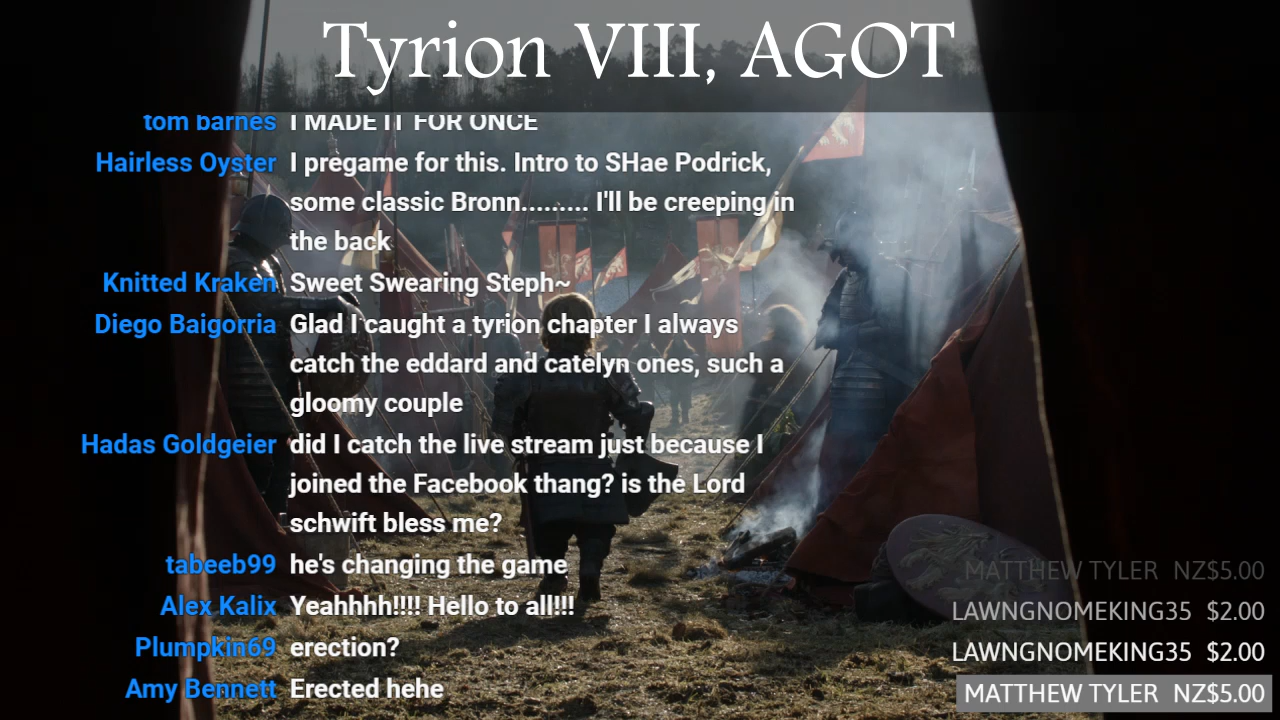 Tyrion VIII, AGOT
tom barnes I MADE IT FOR ONCE
Hairless Oyster I pregame for this. Intro to SHae Podrick,
some classic Bronn......... I'll be creeping in
the back
Knitted Kraken Sweet Swearing Steph~
Diego Baigorria Glad I caught a tyrion chapter I always
catch the eddard and catelyn ones, such a
gloomy couple
Hadas Goldgeier did I catch the live stream just because I
joined the Facebook thang? is the Lord
schwift bless me?
tabeeb99 he's changing the game
Alex Kalix Yeahhhh!!!! Hello to all!!!
Plumpkin69 erection?
Amy Bennett Erected hehe
MATTHEW TYLER NZ$5.00
LAWNGNOMEKING35 $2.00
LAWNGNOMEKING35 $2.00
MATTHEW TYLER NZ$5.00